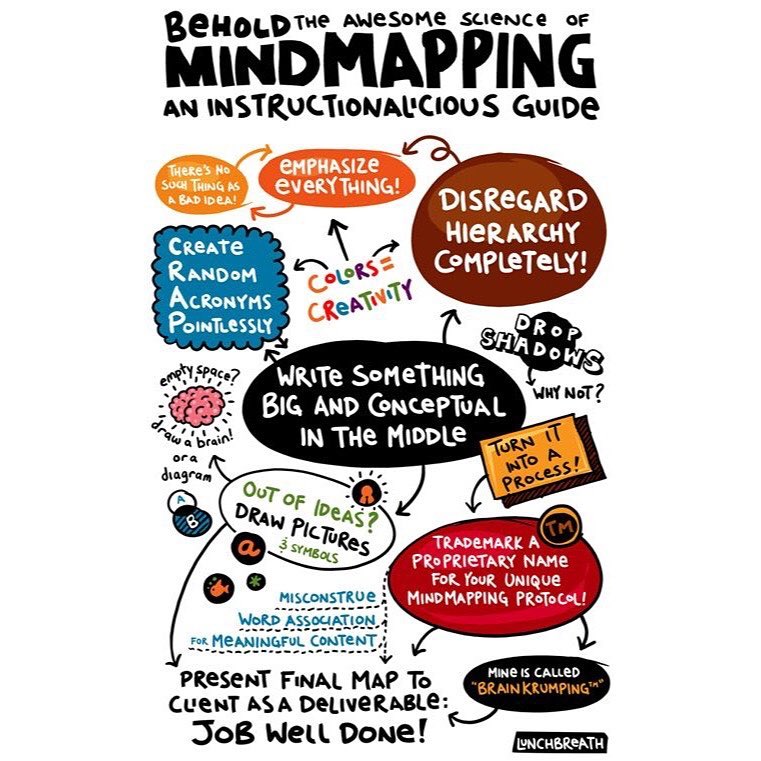 BEHOLD THE AWESOME SCIENCE OF
MINDMAPPING
AN INSTRUCTIONAL'CIOUS GUIDE
THERE'S NO
SUCH THING AS
A BAD IDEA!
EMPHASIZE
EVERYTHING!
DISREGARD
HIERARCHY
COMPLETELY!
CREATE
RANDOM
ACRONYMS
POINTLESSLY
COLORS=
CREATIVITY
DROP
SHADOWS
WHY NOT?
WRITE SOMETHING
BIG AND CONCEPTUAL
IN THE MIDDLE
empty space?
draw a brain!
or a
diagram
A
B
TURN IT
INTO A
PROCESS!
OUT OF IDEAS?
DRAW PICTURES
& SYMBOLS
a
*
TM
TRADEMARK A
PROPRIETARY NAME
FOR YOUR UNIQUE
MINDMAPPING PROTOCOL!
MISCONSTRUE
WORD ASSOCIATION
FOR MEANINGFUL CONTENT
MINE IS CALLED
"BRAIN KRUMPING™"
PRESENT FINAL MAP TO
CLIENT AS A DELIVERABLE:
JOB WELL DONE!
LUNCHBREATH